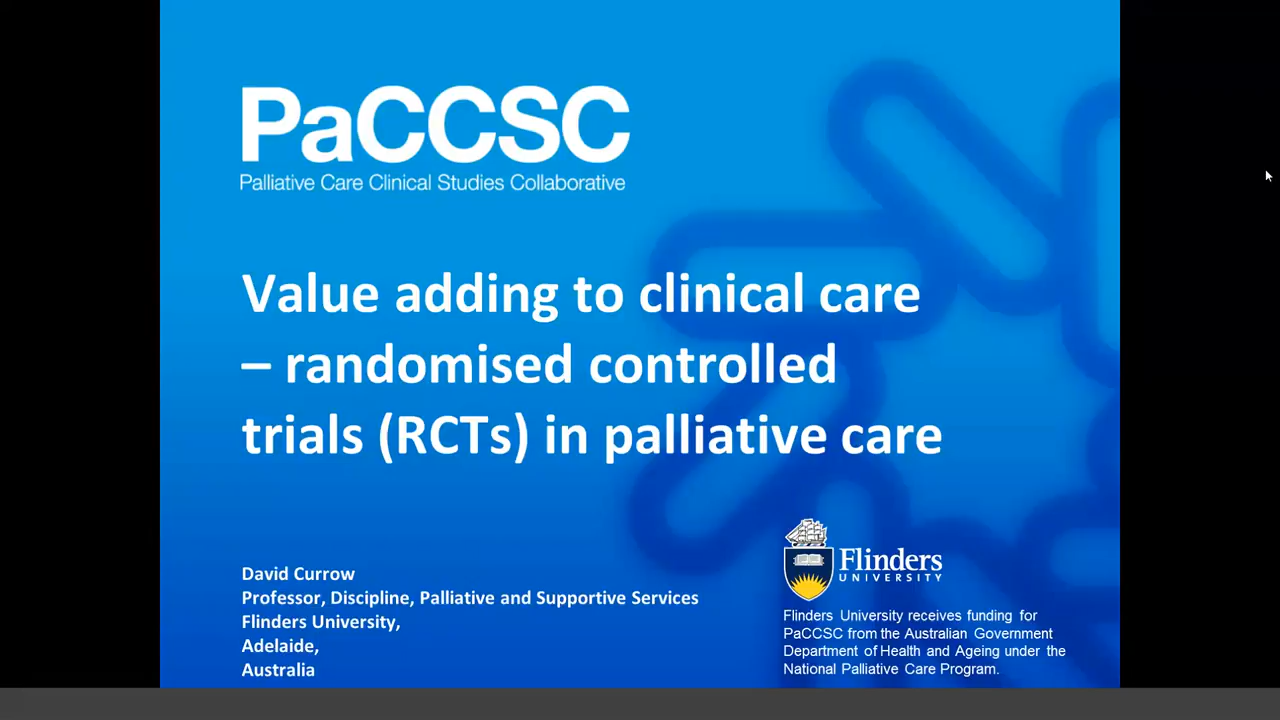 PaCCSC
Palliative Care Clinical Studies Collaborative
Value adding to clinical care
– randomised controlled
trials (RCTs) in palliative care
David Currow
Professor, Discipline, Palliative and Supportive Services
Flinders University,
Adelaide,
Australia
Flinders
UNIVERSITY
Flinders University receives funding for
PaCCSC from the Australian Government
Department of Health and Ageing under the
National Palliative Care Program.